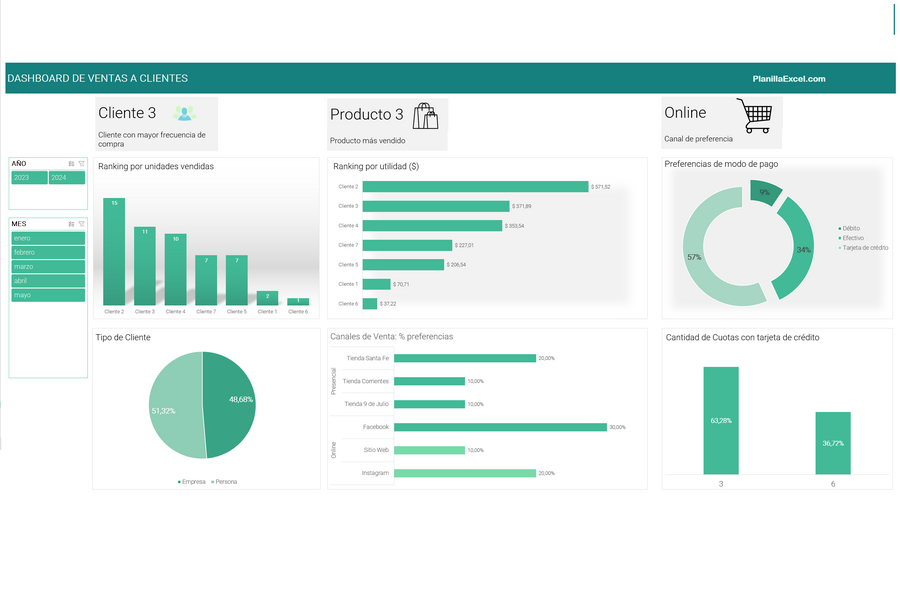 DASHBOARD DE VENTAS A CLIENTES
PlanillaExcel.com
Cliente 3
Cliente con mayor frecuencia de
compra
Producto 3
Producto más vendido
Online
Canal de preferencia
AÑO
2023
2024
MES
enero
febrero
marzo
abril
mayo
Ranking por unidades vendidas
15
11
10
7
7
2
1
Cliente 2
Cliente 3
Cliente 4
Cliente 7
Cliente 5
Cliente 1
Cliente 6
Ranking por utilidad ($)
Cliente 2
$ 571,52
Cliente 3
$ 371,89
Cliente 4
$ 353,54
Cliente 7
$ 227,01
Cliente 5
$ 206,54
Cliente 1
$ 70,71
Cliente 6
$ 37,22
Preferencias de modo de pago
9%
34%
57%
Débito
Efectivo
Tarjeta de crédito
Tipo de Cliente
51,32%
48,68%
Empresa
Persona
Canales de Venta: % preferencias
Presencial
Tienda Santa Fe
20,00%
Tienda Corrientes
10,00%
Tienda 9 de Julio
10,00%
Online
Facebook
30,00%
Sitio Web
10,00%
Instagram
20,00%
Cantidad de Cuotas con tarjeta de crédito
63,28%
36,72%
3
6